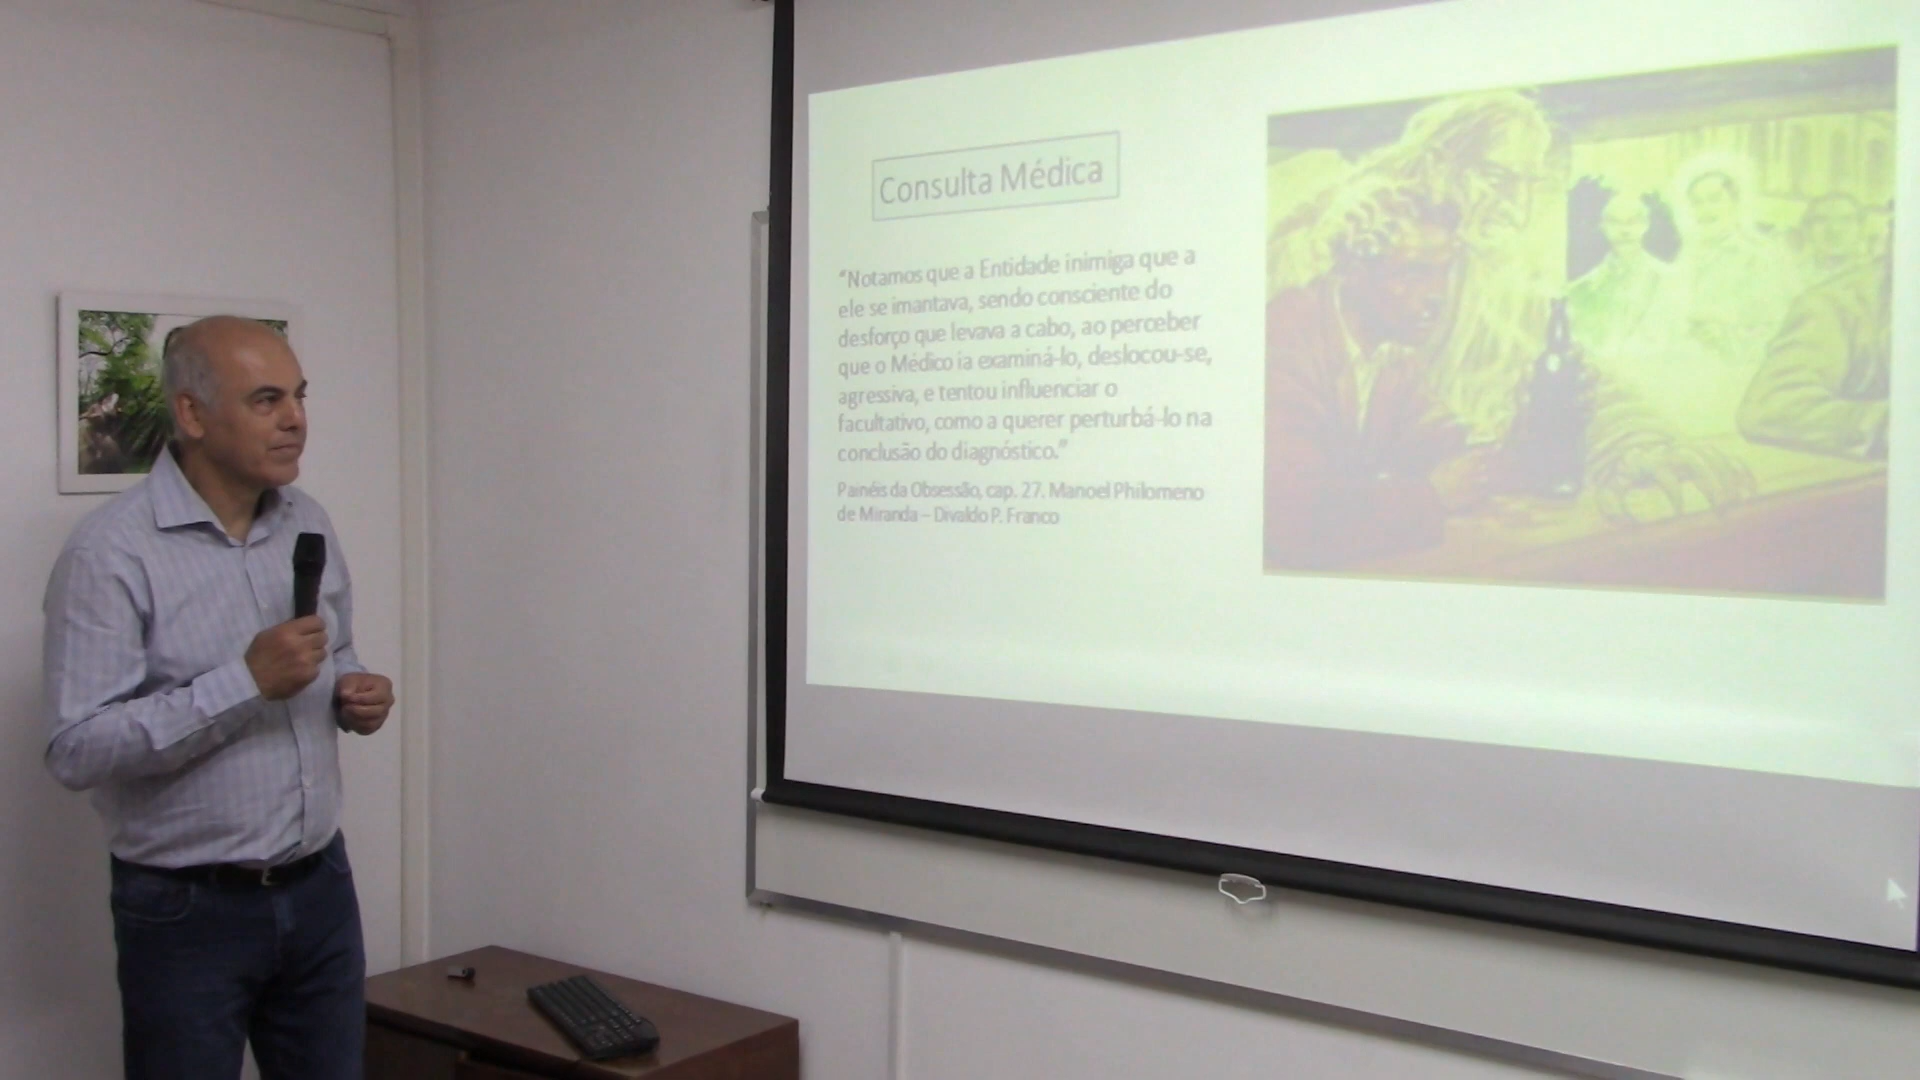 Consulta Médica
“Notamos que a Entidade inimiga que a
ele se imantava, sendo consciente do
desforço que levava a cabo, ao perceber
que o Médico ia examiná-lo, deslocou-se,
agressiva, e tentou influenciar o
facultativo, como a querer perturbá-lo na
conclusão do diagnóstico.”
Painéis da Obsessão, cap. 27. Manoel Philomeno
de Miranda – Divaldo P. Franco